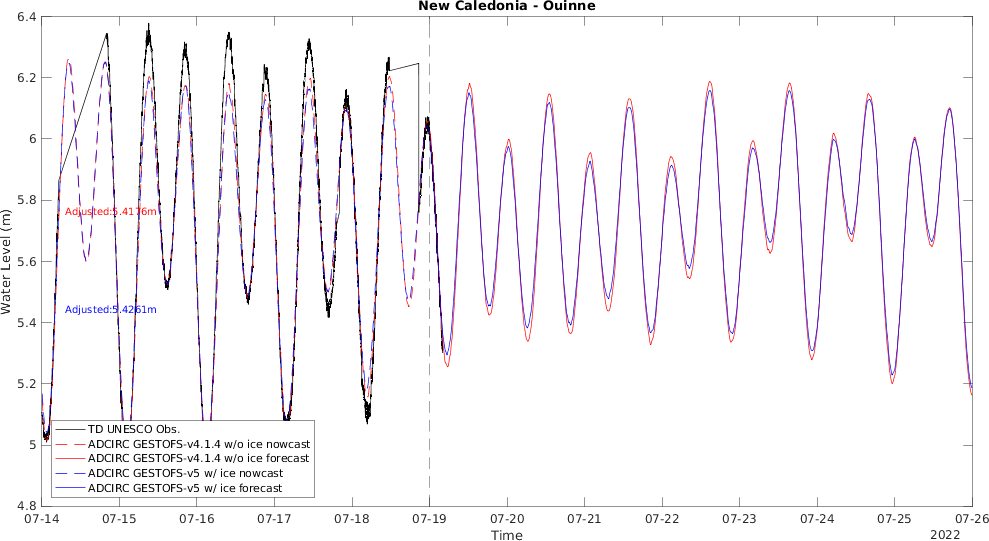 New Caledonia - Ouinne
6.4
6.2
6
5.8
5.6
5.4
5.2
5
4.8
Water Level (m)
Adjusted:5.4176m
Adjusted:5.4261m
TD UNESCO Obs.
ADCIRC GESTOFS-v4.1.4 w/o ice nowcast
ADCIRC GESTOFS-v4.1.4 w/o ice forecast
ADCIRC GESTOFS-v5 w/ ice nowcast
ADCIRC GESTOFS-v5 w/ ice forecast
07-14 07-15 07-16 07-17 07-18 07-19 07-20 07-21 07-22 07-23 07-24 07-25 07-26
Time
2022